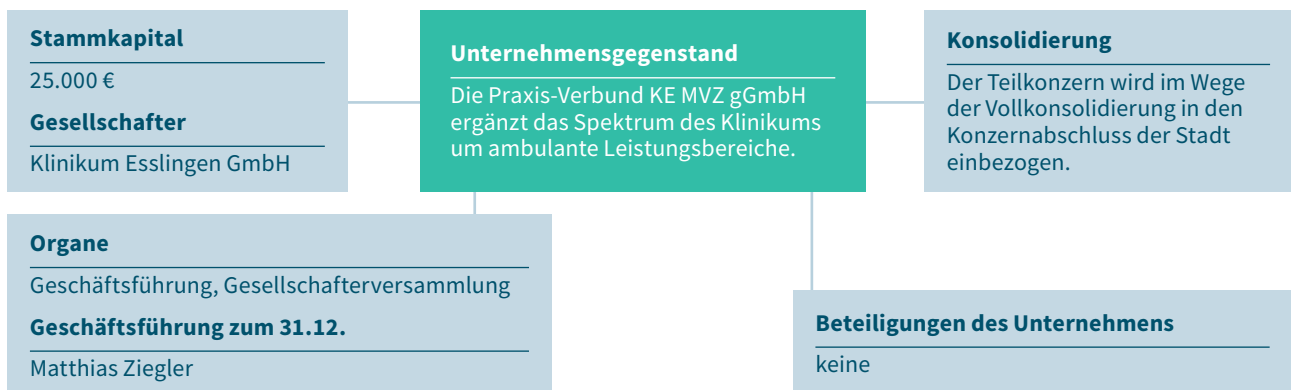 Stammkapital
25.000 €
Gesellschafter
Klinikum Esslingen GmbH
Unternehmensgegenstand
Die Praxis-Verbund KE MVZ gGmbH
ergänzt das Spektrum des Klinikums
um ambulante Leistungsbereiche.
Konsolidierung
Der Teilkonzern wird im Wege
der Vollkonsolidierung in den
Konzernabschluss der Stadt
einbezogen.
Organe
Geschäftsführung, Gesellschafterversammlung
Geschäftsführung zum 31.12.
Matthias Ziegler
Beteiligungen des Unternehmens
keine